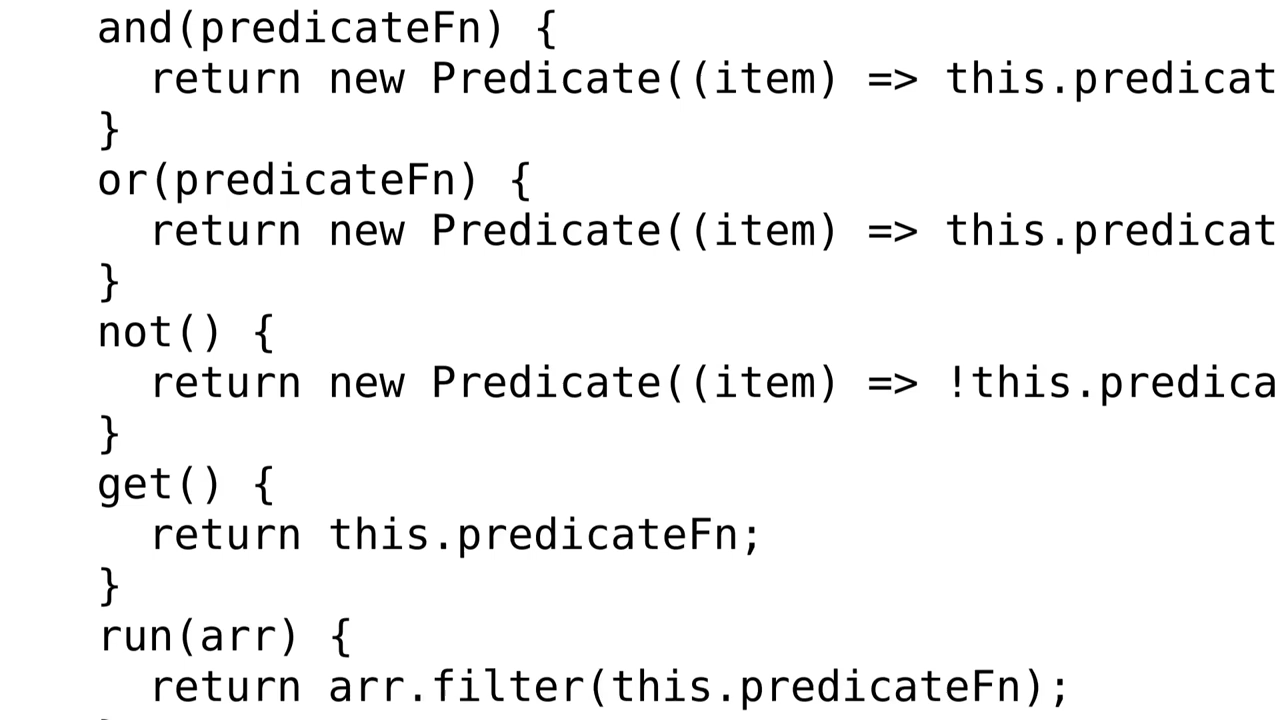 and(predicateFn) {
return new Predicate((item) => this.predicat
}
or(predicateFn) {
return new Predicate((item) => this.predicat
}
not() {
return new Predicate((item) => !this.predica
}
get() {
return this.predicateFn;
}
run(arr) {
return arr.filter(this.predicateFn);